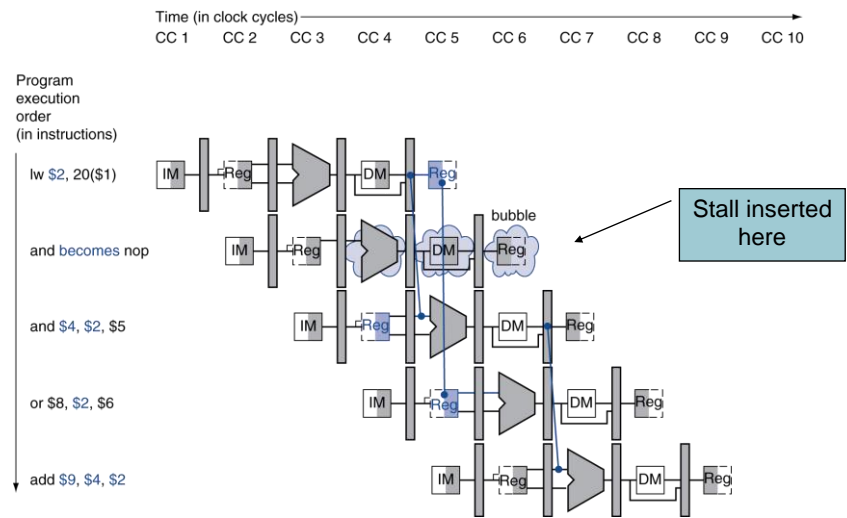 Time (in clock cycles)
CC 1 CC 2 CC 3 CC 4 CC 5 CC 6 CC 7 CC 8 CC 9 CC 10
Program
execution
order
(in instructions)
lw $2, 20($1)
IM Reg DM Reg
bubble
Stall inserted
here
and becomes nop
IM Reg DM Reg
and $4, $2, $5
IM Reg DM Reg
or $8, $2, $6
IM Reg DM Reg
add $9, $4, $2
IM Reg DM Reg